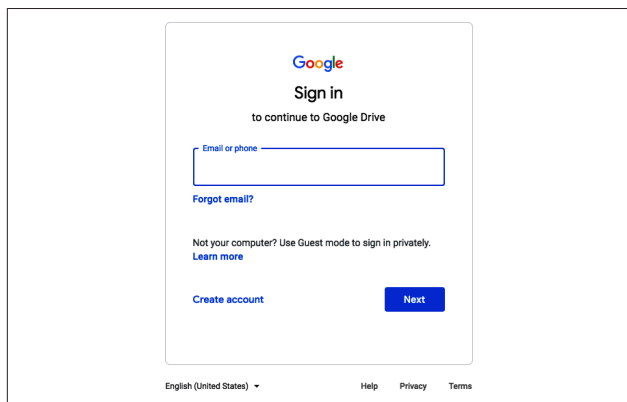 Google
Sign in
to continue to Google Drive
Email or phone
Forgot email?
Not your computer? Use Guest mode to sign in privately.
Learn more
Create account Next
English (United States) Help Privacy Terms